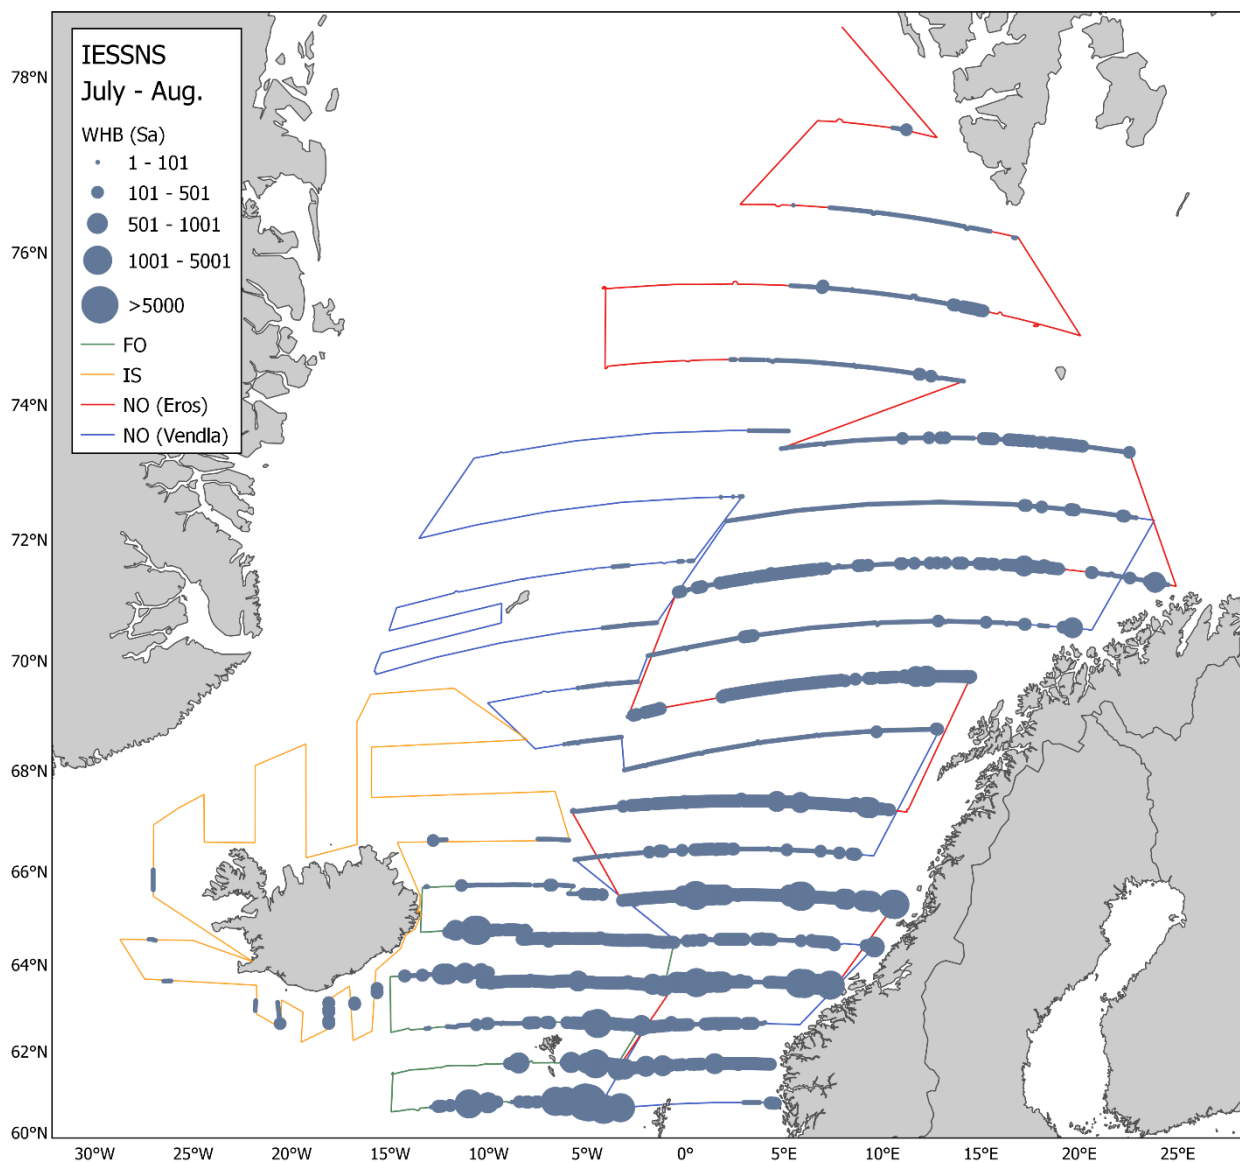 IESSNS
July - Aug.
WHB (Sa)
1 - 101
101 - 501
501 - 1001
1001 - 5001
>5000
FO
IS
NO (Eros)
NO (Vendla)
78°N
76°N
74°N
72°N
70°N
68°N
66°N
64°N
62°N
60°N
30°W 25°W 20°W 15°W 10°W 5°W 0° 5°E 10°E 15°E 20°E 25°E